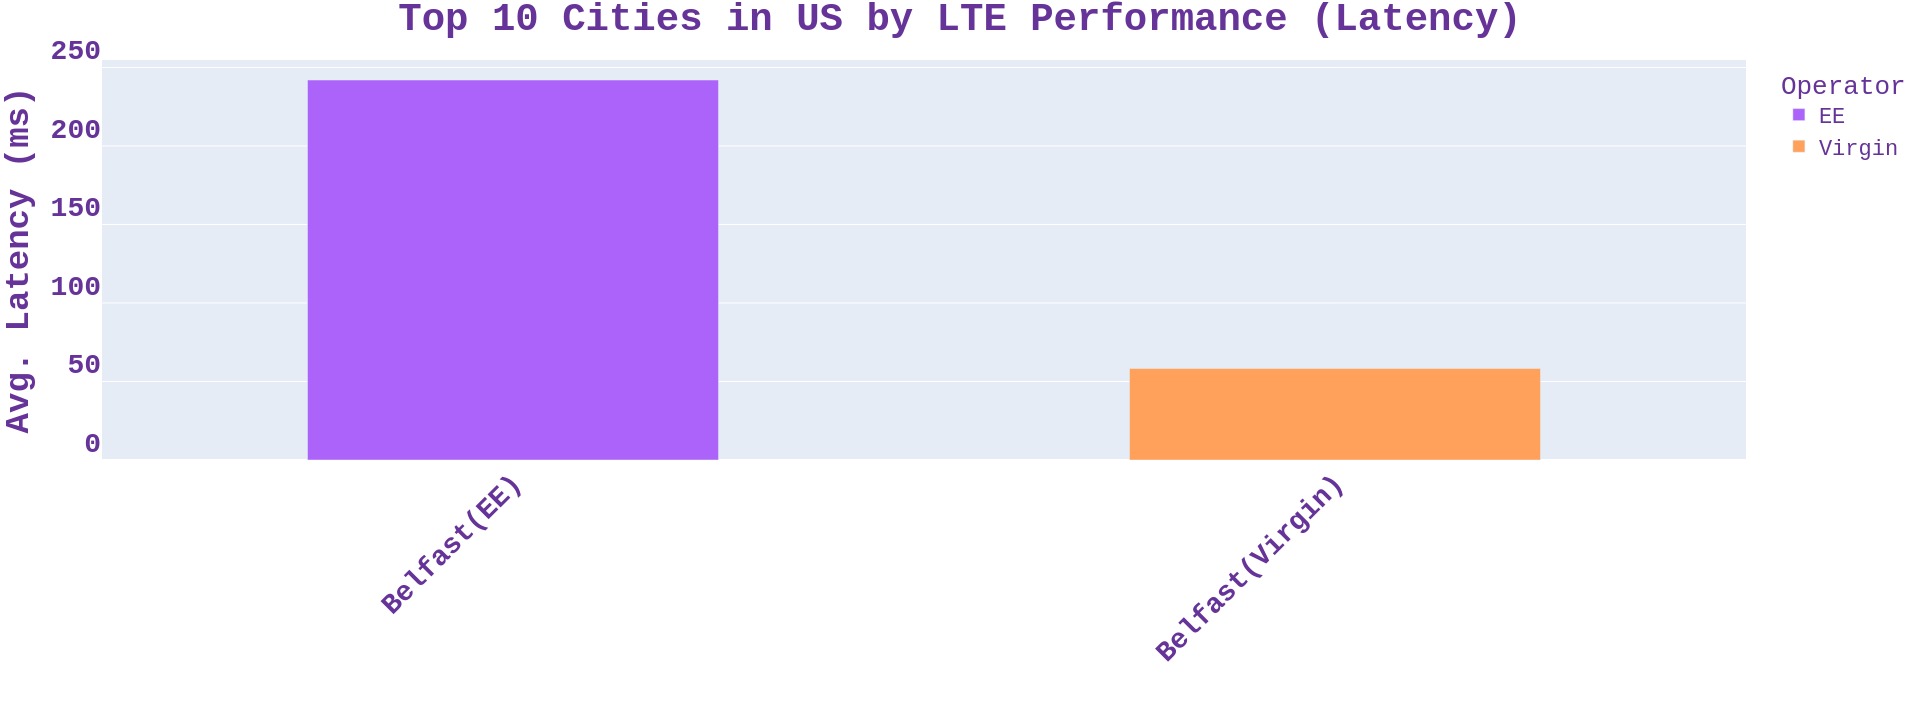 Top 10 Cities in US by LTE Performance (Latency)
Avg. Latency (ms)
250
200
150
100
50
0
Belfast(EE)
Belfast(Virgin)
Operator
EE
Virgin